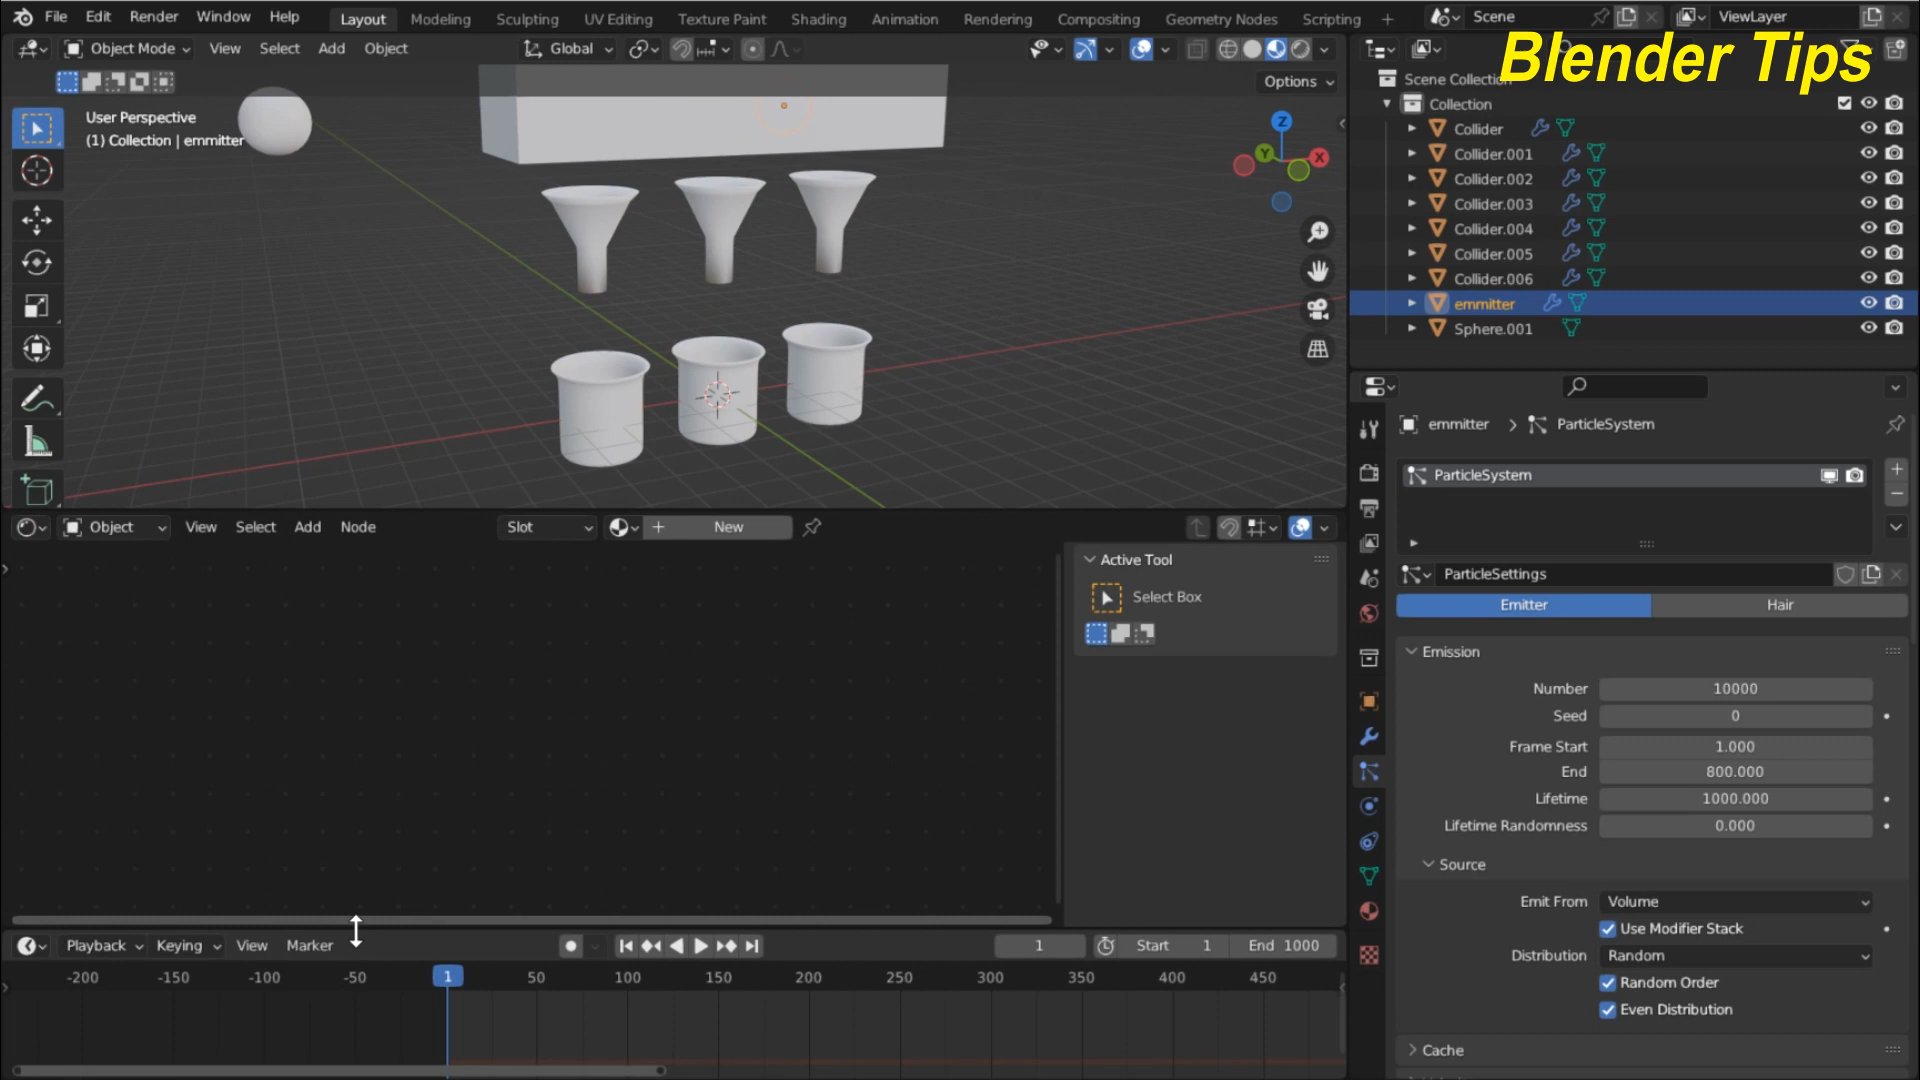 File Edit Render Window Help Layout Modeling Sculpting UV Editing Texture Paint Shading Animation Rendering Compositing Geometry Nodes Scripting + Scene ViewLayer
Object Mode View Select Add Object Global
Blender Tips
Options
User Perspective
(1) Collection | emmitter
Z
Y
X
Scene Collection
Collection
Collider
Collider.001
Collider.002
Collider.003
Collider.004
Collider.005
Collider.006
emmitter
Sphere.001
emmitter > ParticleSystem
ParticleSystem
ParticleSettings
Emitter Hair
Emission
Number 10000
Seed 0
Frame Start 1.000
End 800.000
Lifetime 1000.000
Lifetime Randomness 0.000
Source
Emit From Volume
Use Modifier Stack
Distribution Random
Random Order
Even Distribution
Cache
Object View Select Add Node Slot + New
Active Tool
Select Box
Playback Keying View Marker 1 Start 1 End 1000
-200 -150 -100 -50 1 50 100 150 200 250 300 350 400 450